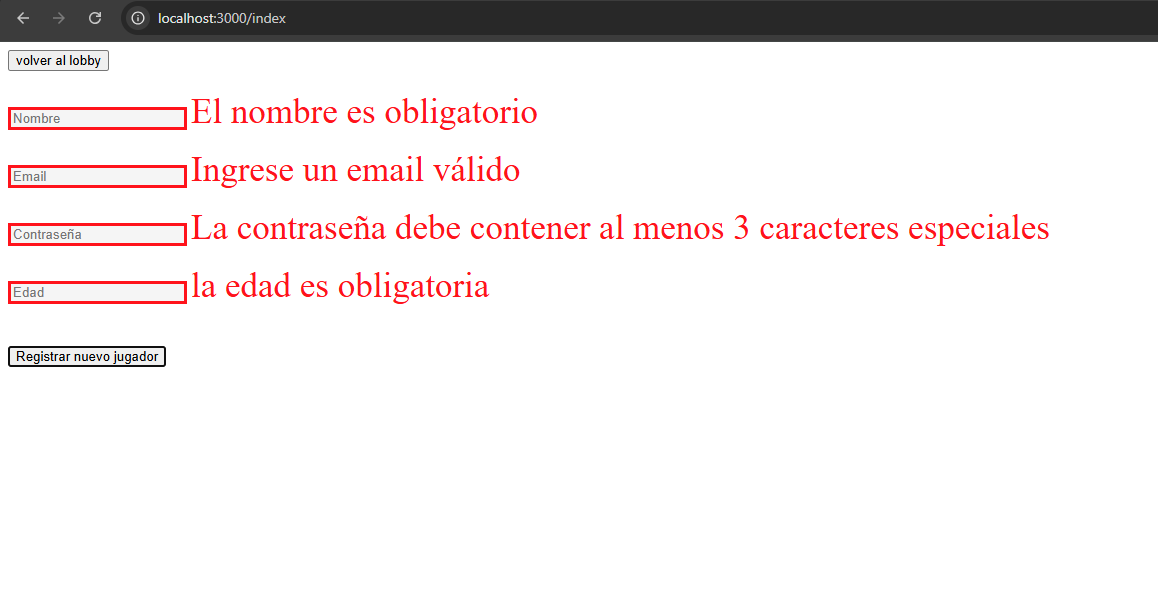 localhost:3000/index
volver al lobby
Nombre El nombre es obligatorio
Email Ingrese un email válido
Contraseña La contraseña debe contener al menos 3 caracteres especiales
Edad la edad es obligatoria
Registrar nuevo jugador